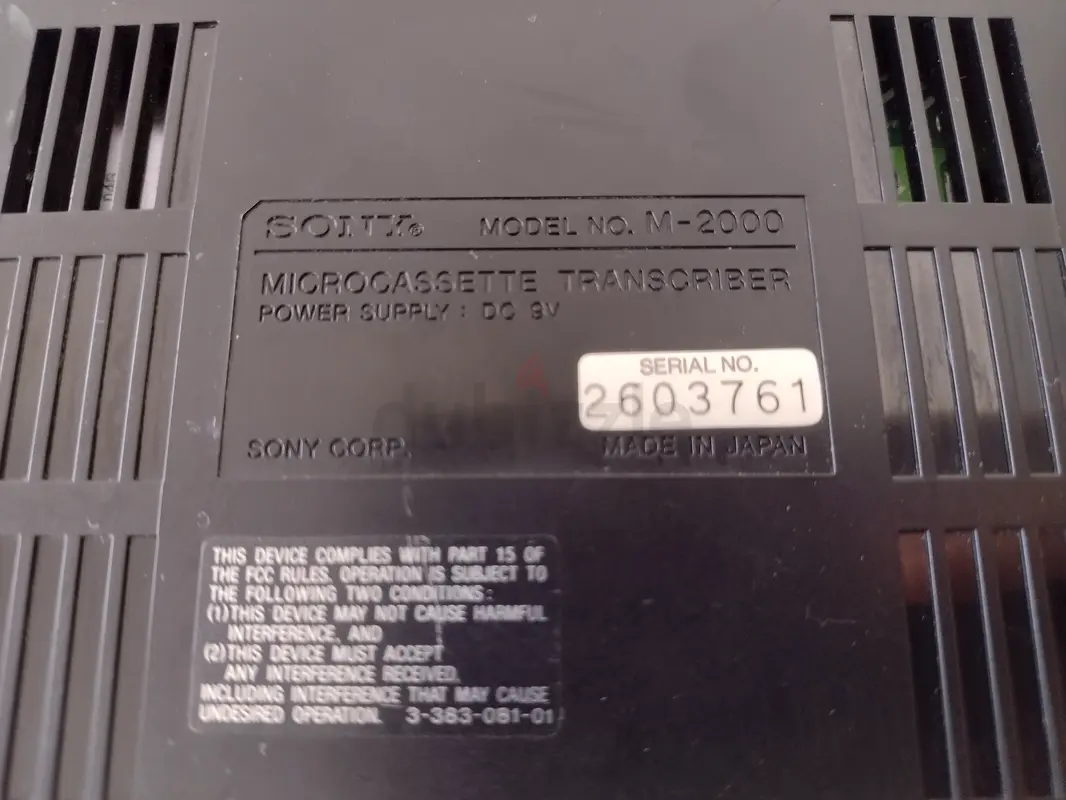 SONY® MODEL NO. M-2000
MICROCASSETTE TRANSCRIBER
POWER SUPPLY : DC 9V
SERIAL NO.
2603761
dubizzle
SONY CORP. MADE IN JAPAN
THIS DEVICE COMPLIES WITH PART 15 OF
THE FCC RULES. OPERATION IS SUBJECT TO
THE FOLLOWING TWO CONDITIONS :
(1) THIS DEVICE MAY NOT CAUSE HARMFUL
INTERFERENCE, AND
(2) THIS DEVICE MUST ACCEPT
ANY INTERFERENCE RECEIVED,
INCLUDING INTERFERENCE THAT MAY CAUSE
UNDESIRED OPERATION. 3-383-081-01